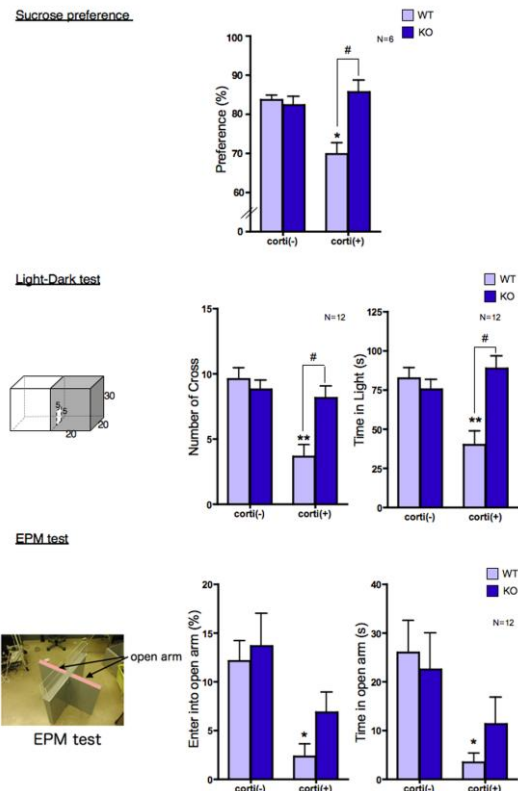 Sucrose preference
WT
KO
N=6
#
*
Preference (%)
100
90
80
70
60
0
corti(-) corti(+)
Light-Dark test
WT
KO
30
20
20
5
5
Number of Cross
15
10
5
0
N=12
#
**
corti(-) corti(+)
Time in Light (s)
125
100
75
50
25
0
N=12
#
**
corti(-) corti(+)
EPM test
WT
KO
open arm
EPM test
Enter into open arm (%)
20
15
10
5
0
*
corti(-) corti(+)
Time in open arm (s)
40
30
20
10
0
N=12
*
corti(-) corti(+)